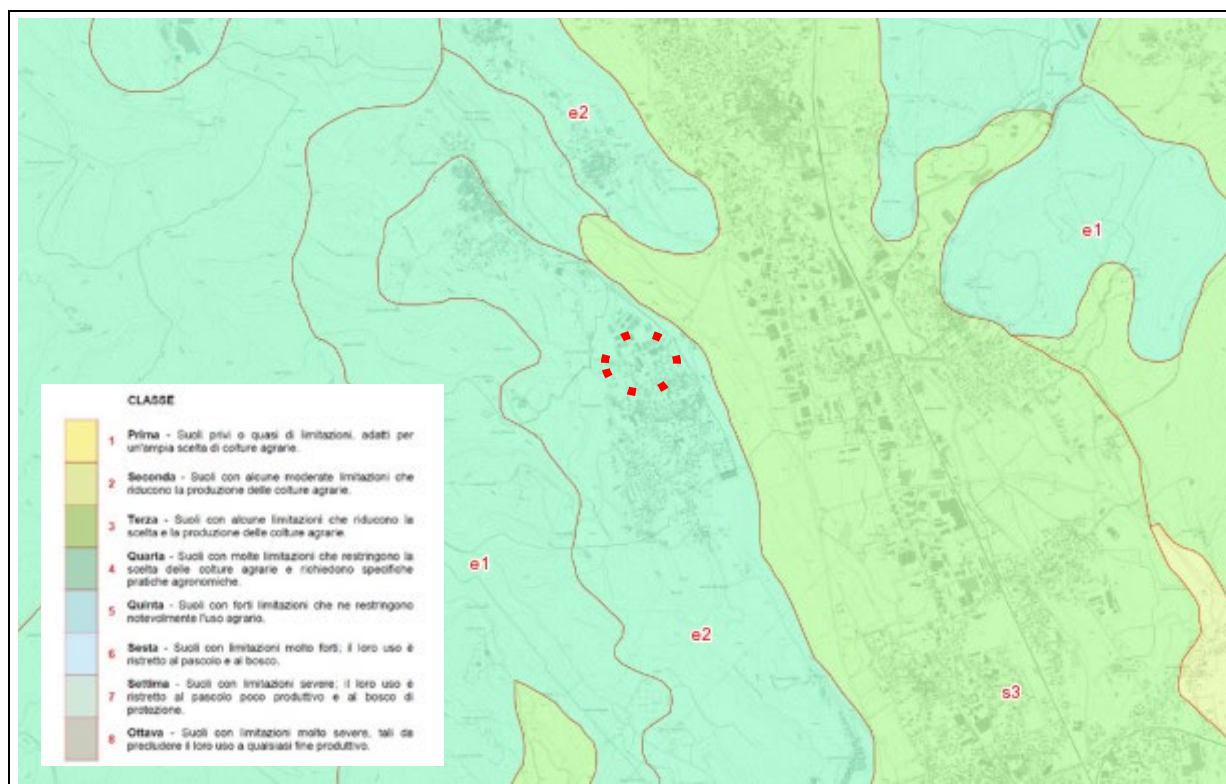 e2
e1
CLASSE
1 Prima - Suoli privi o quasi di limitazioni, adatti per
un'ampia scelta di colture agrarie.
2 Seconda - Suoli con alcune moderate limitazioni che
riducono la produzione delle colture agrarie.
3 Terza - Suoli con alcune limitazioni che riducono la
scelta e la produzione delle colture agrarie.
4 Quarta - Suoli con molte limitazioni che restringono la
scelta delle colture agrarie e richiedono specifiche
pratiche agronomiche.
5 Quinta - Suoli con forti limitazioni che ne restringono
notevolmente l'uso agrario.
6 Sesta - Suoli con limitazioni molto forti; il loro uso è
ristretto al pascolo e al bosco.
7 Settima - Suoli con limitazioni severe; il loro uso è
ristretto al pascolo poco produttivo e al bosco di
protezione.
8 Ottava - Suoli con limitazioni molto severe, tali da
precludere il loro uso a qualsiasi fine produttivo.
e1
e2
s3